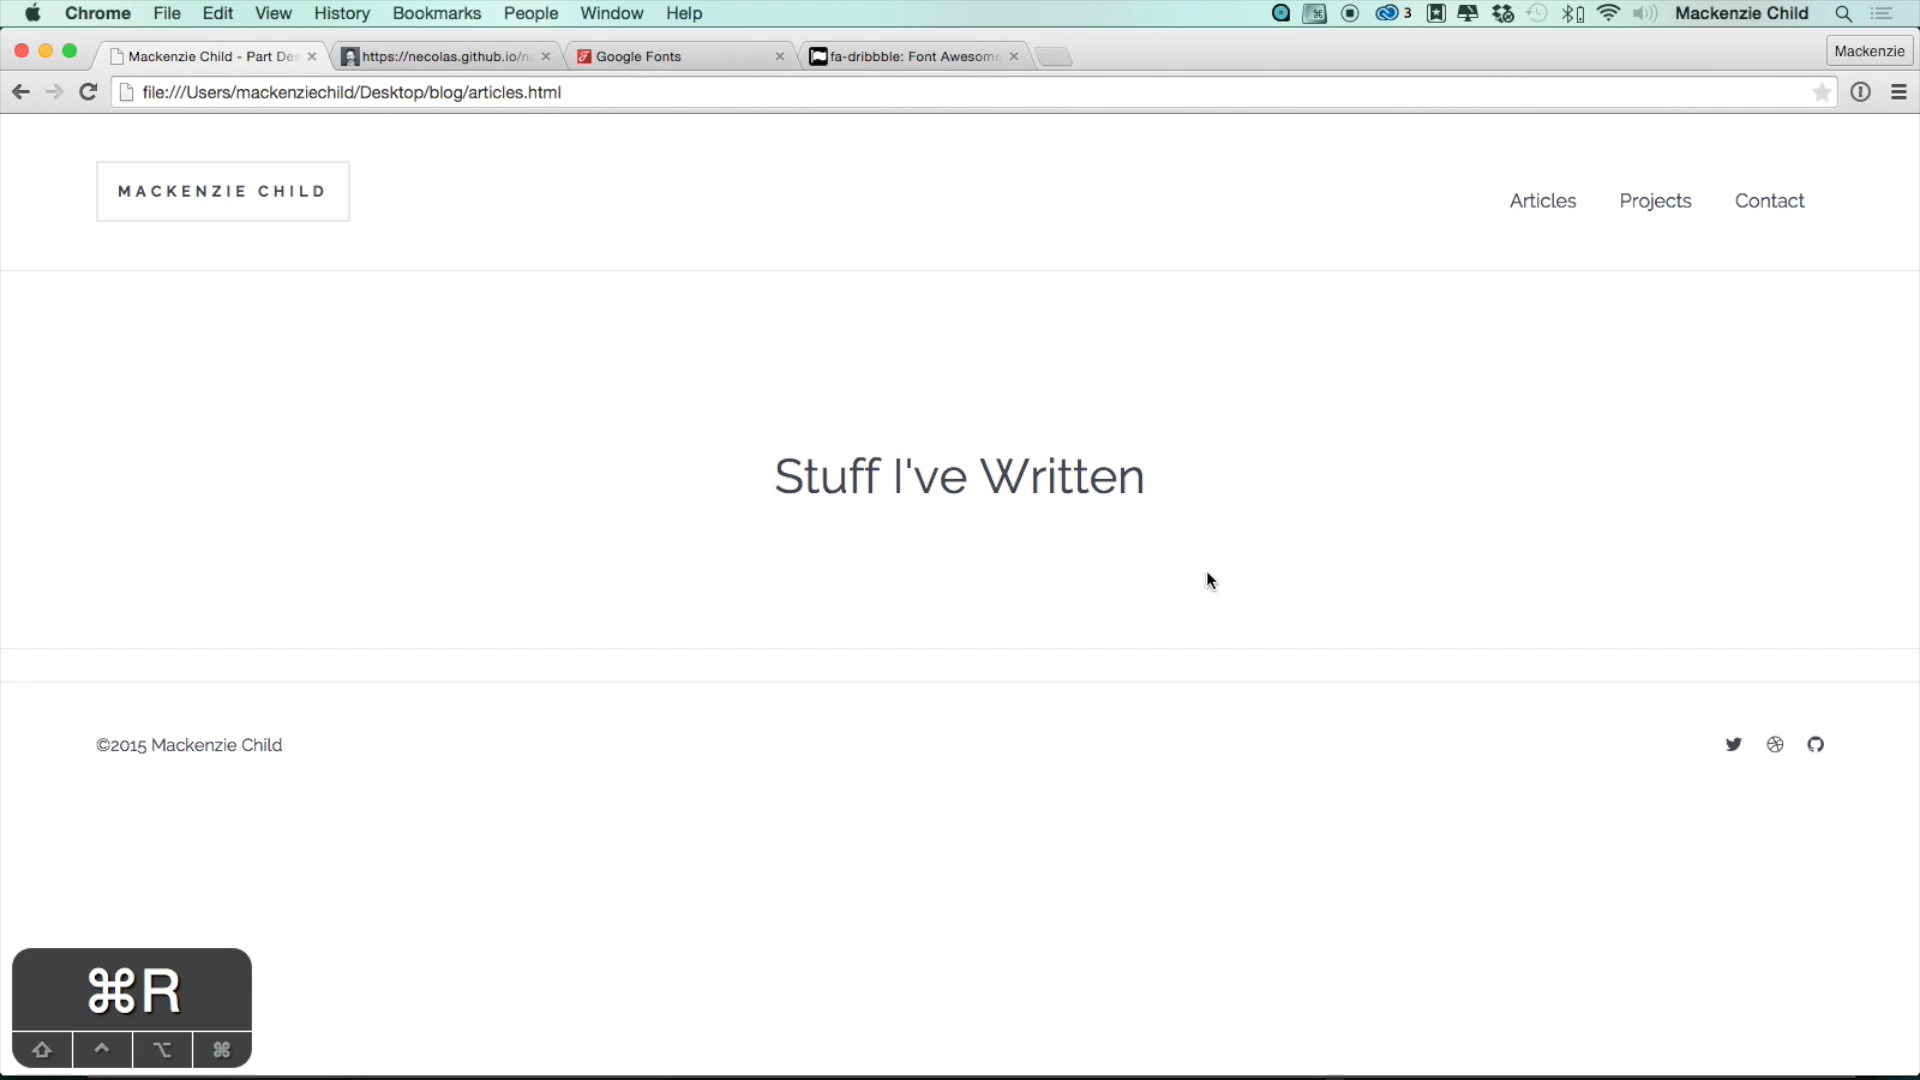 Chrome File Edit View History Bookmarks People Window Help 3 Mackenzie Child
Mackenzie Child - Part Des https://necolas.github.io/n Google Fonts fa-dribbble: Font Awesome Mackenzie
file:///Users/mackenziechild/Desktop/blog/articles.html
MACKENZIE CHILD
Articles Projects Contact
Stuff I've Written
©2015 Mackenzie Child
⌘R
⇧ ^ ⌥ ⌘